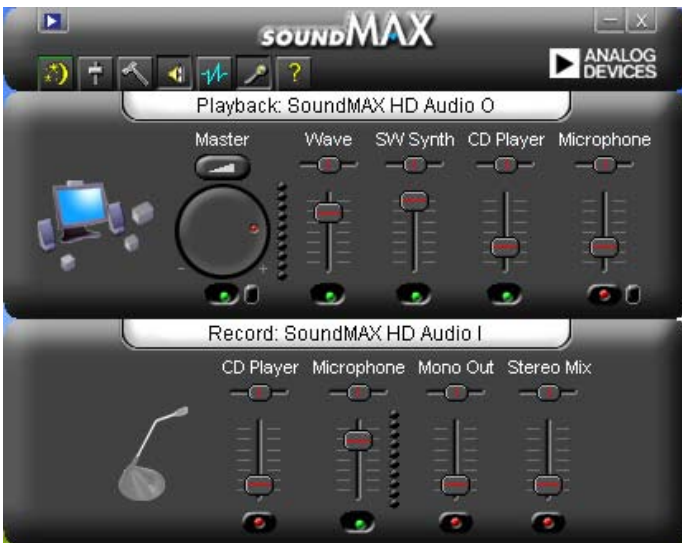 SOUNDMAX
?
ANALOG
DEVICES
Playback: SoundMAX HD Audio O
Master Wave SW Synth CD Player Microphone
- +
Record: SoundMAX HD Audio I
CD Player Microphone Mono Out Stereo Mix